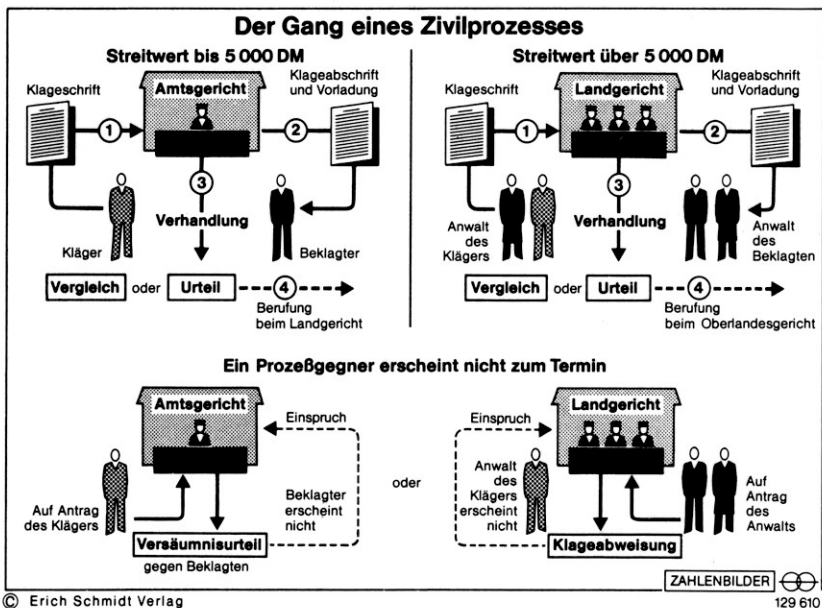 Der Gang eines Zivilprozesses
Streitwert bis 5 000 DM
Klageschrift
Amtsgericht
Klageabschrift
und Vorladung
1
2
3
Verhandlung
Kläger
Beklagter
Vergleich oder Urteil
4
Berufung
beim Landgericht
Streitwert über 5 000 DM
Klageschrift
Landgericht
Klageabschrift
und Vorladung
1
2
3
Verhandlung
Anwalt
des
Klägers
Anwalt
des
Beklagten
Vergleich oder Urteil
4
Berufung
beim Oberlandesgericht
Ein Prozeßgegner erscheint nicht zum Termin
Amtsgericht
Einspruch
Auf Antrag
des Klägers
Beklagter
erscheint
nicht
Versäumnisurteil
gegen Beklagten
oder
Landgericht
Einspruch
Anwalt
des
Klägers
erscheint
nicht
Auf
Antrag
des
Anwalts
Klageabweisung
ZAHLENBILDER
© Erich Schmidt Verlag
129 610